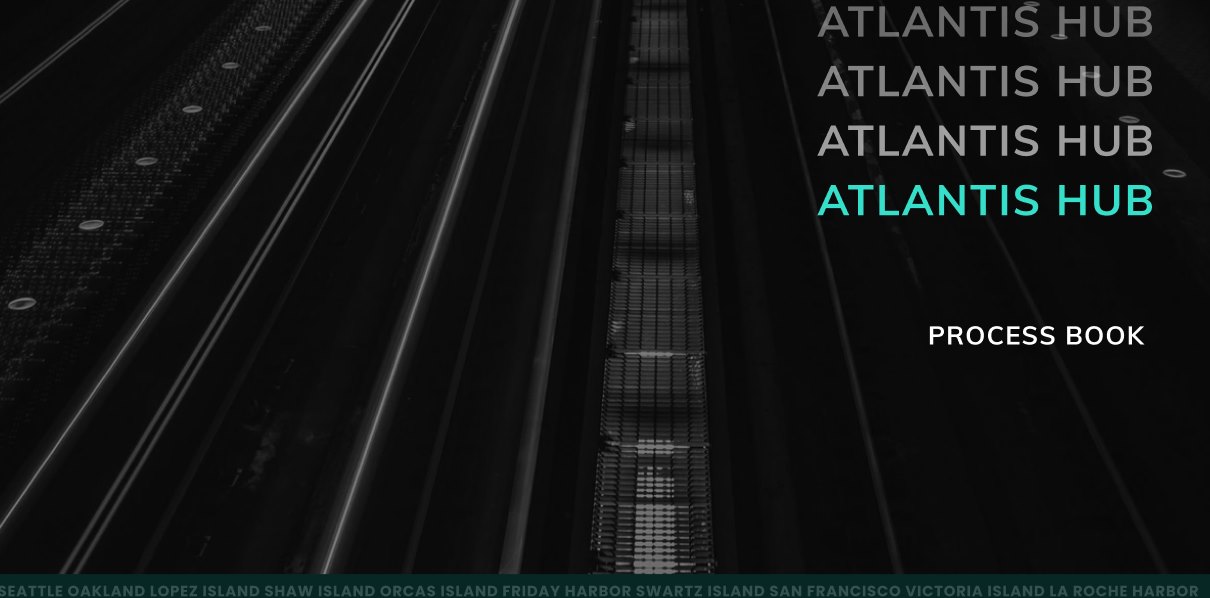 ATLANTIS HUB
ATLANTIS HUB
ATLANTIS HUB
ATLANTIS HUB
PROCESS BOOK
SEATTLE OAKLAND LOPEZ ISLAND SHAW ISLAND ORCAS ISLAND FRIDAY HARBOR SWARTZ ISLAND SAN FRANCISCO VICTORIA ISLAND LA ROCHE HARBOR